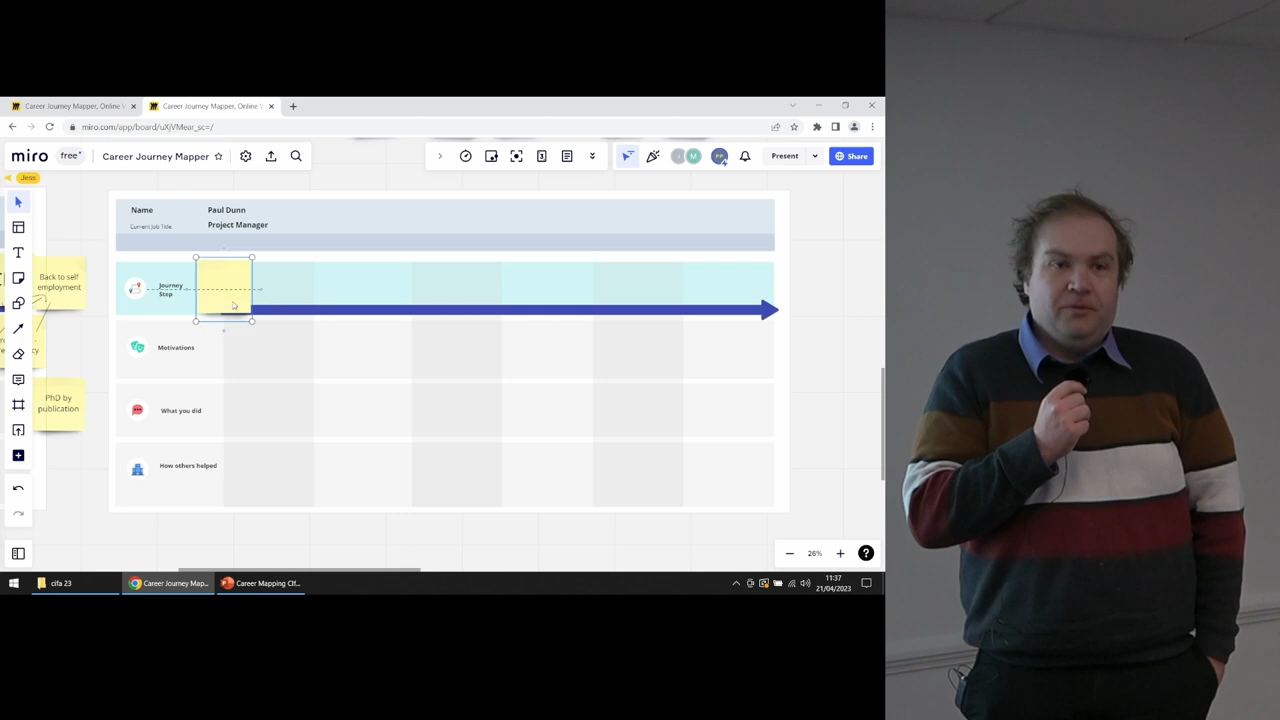 Career Journey Mapper, Online W
Career Journey Mapper, Online W
miro.com/app/board/uXjVMear_sc=/
miro
free
Career Journey Mapper
Present
Share
Jess
Name
Paul Dunn
Current Job Title
Project Manager
Back to self
employment
Journey
Step
Motivations
PhD by
publication
What you did
How others helped
26%
cifa 23
Career Journey Map...
Career Mapping CIf...
11:37
21/04/2023